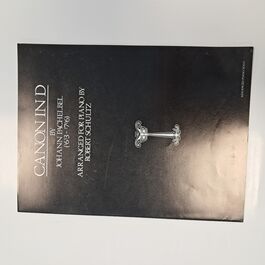 CANON IN D
BY
JOHANN PACHELBEL
ARRANGED FOR PIANO BY
ROBERT SCHULTZ